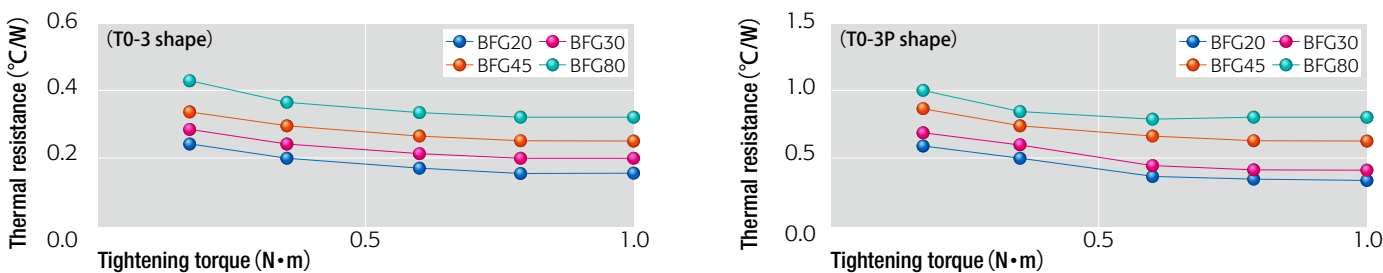 Thermal resistance (°C/W)
0.6
0.4
0.2
0.0
(T0-3 shape)
BFG20 BFG30
BFG45 BFG80
0.5
1.0
Tightening torque (N•m)
Thermal resistance (°C/W)
1.5
1.0
0.5
0.0
(T0-3P shape)
BFG20 BFG30
BFG45 BFG80
0.5
1.0
Tightening torque (N•m)